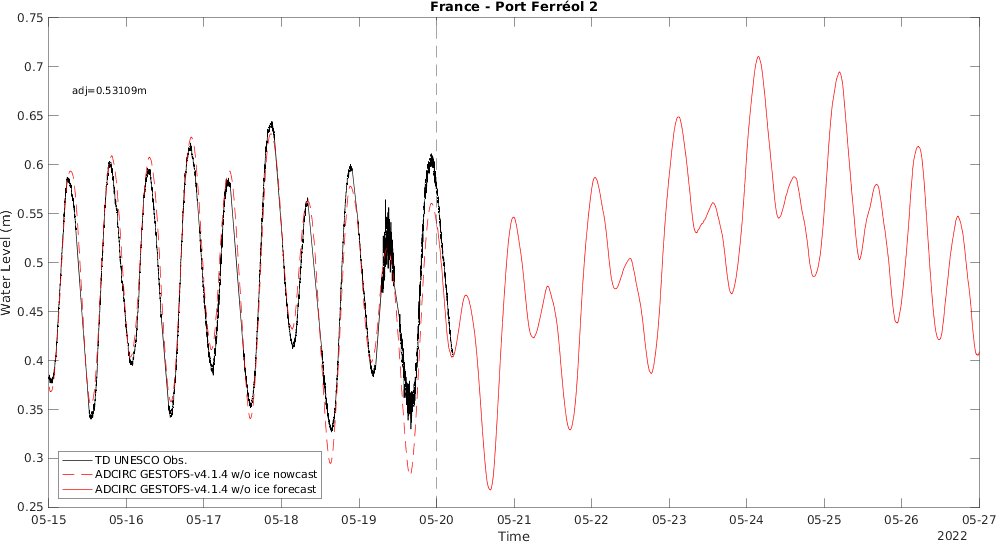 France - Port Ferréol 2
0.75
0.7
0.65
0.6
0.55
0.5
0.45
0.4
0.35
0.3
0.25
Water Level (m)
adj=0.53109m
TD UNESCO Obs.
ADCIRC GESTOFS-v4.1.4 w/o ice nowcast
ADCIRC GESTOFS-v4.1.4 w/o ice forecast
05-15 05-16 05-17 05-18 05-19 05-20 05-21 05-22 05-23 05-24 05-25 05-26 05-27
Time
2022